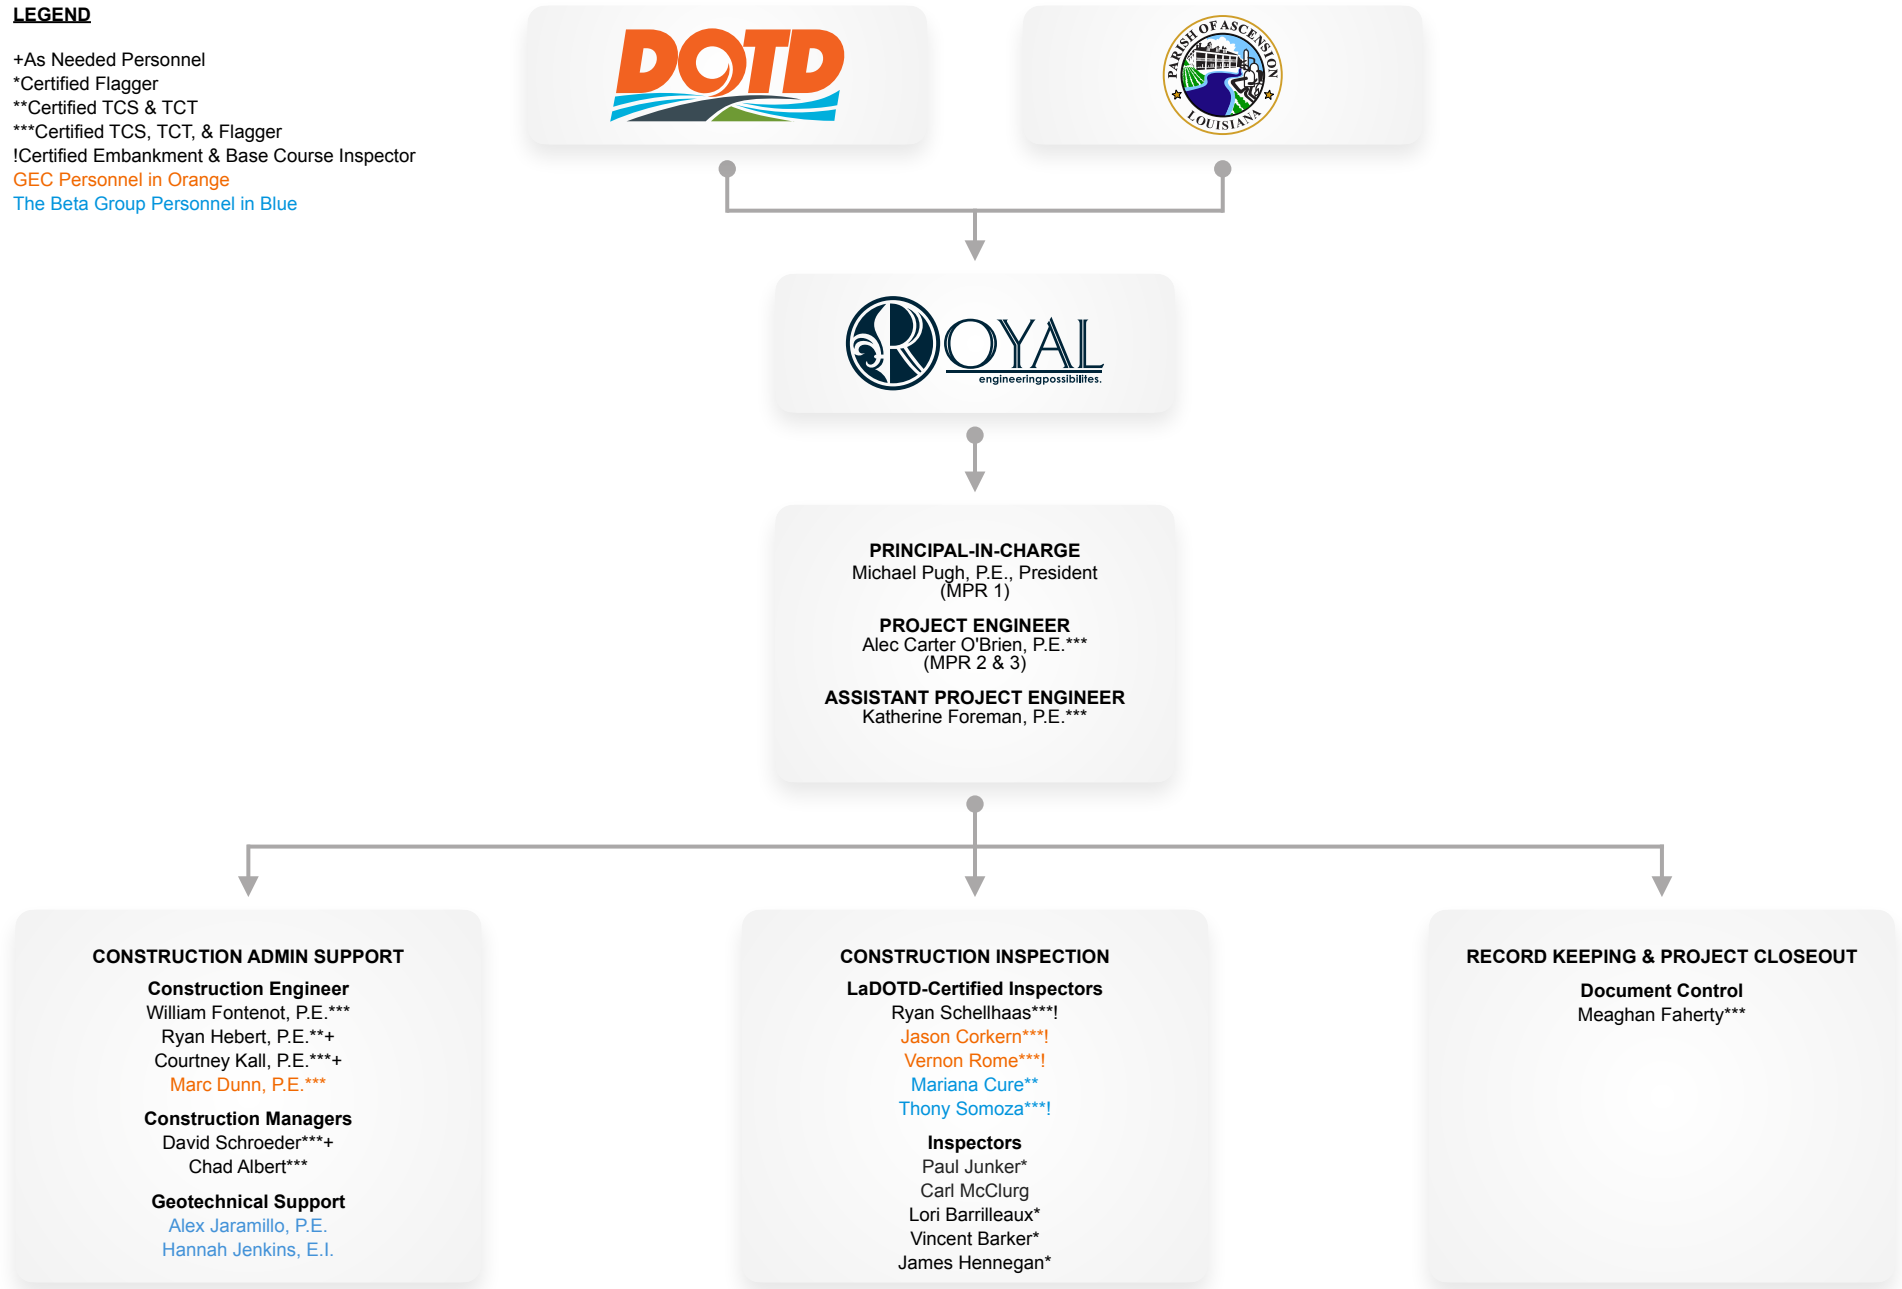 LEGEND
+As Needed Personnel
*Certified Flagger
**Certified TCS & TCT
***Certified TCS, TCT, & Flagger
!Certified Embankment & Base Course Inspector
GEC Personnel in Orange
The Beta Group Personnel in Blue
DOTD
PARISH OF ASCENSION
LOUISIANA
ROYAL
engineeringpossibilites.
PRINCIPAL-IN-CHARGE
Michael Pugh, P.E., President
(MPR 1)
PROJECT ENGINEER
Alec Carter O'Brien, P.E.***
(MPR 2 & 3)
ASSISTANT PROJECT ENGINEER
Katherine Foreman, P.E.***
CONSTRUCTION ADMIN SUPPORT
Construction Engineer
William Fontenot, P.E.***
Ryan Hebert, P.E.**+
Courtney Kall, P.E.***+
Marc Dunn, P.E.***
Construction Managers
David Schroeder***+
Chad Albert***
Geotechnical Support
Alex Jaramillo, P.E.
Hannah Jenkins, E.I.
CONSTRUCTION INSPECTION
LaDOTD-Certified Inspectors
Ryan Schellhaas***!
Jason Corkern***!
Vernon Rome***!
Mariana Cure**
Thony Somoza***!
Inspectors
Paul Junker*
Carl McClurg
Lori Barrilleaux*
Vincent Barker*
James Hennegan*
RECORD KEEPING & PROJECT CLOSEOUT
Document Control
Meaghan Faherty***